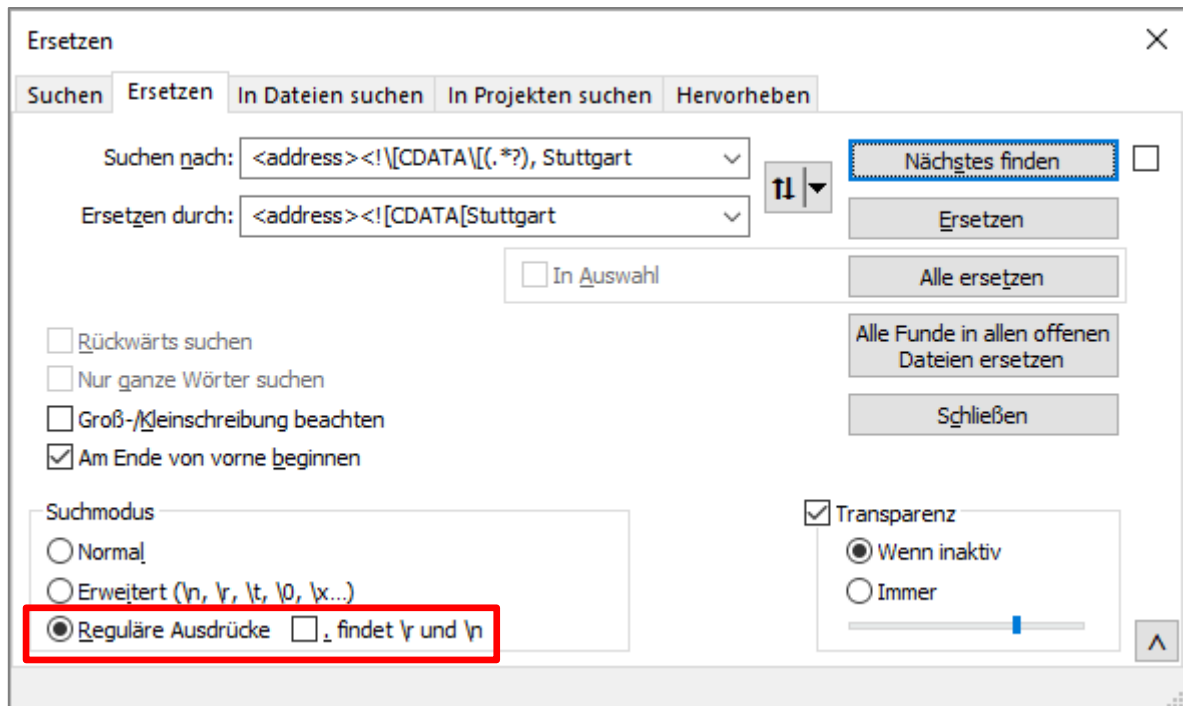 Ersetzen
Suchen Ersetzen In Dateien suchen In Projekten suchen Hervorheben
Suchen nach: <address><!\[CDATA\[(.*?), Stuttgart
Nächstes finden
Ersetzen durch: <address><![CDATA[Stuttgart
Ersetzen
In Auswahl
Alle ersetzen
Rückwärts suchen
Alle Funde in allen offenen
Dateien ersetzen
Nur ganze Wörter suchen
Groß-/Kleinschreibung beachten
Schließen
Am Ende von vorne beginnen
Suchmodus
Transparenz
Normal
Wenn inaktiv
Erweitert (\n, \r, \t, \0, \x...)
Immer
Reguläre Ausdrücke . findet \r und \n